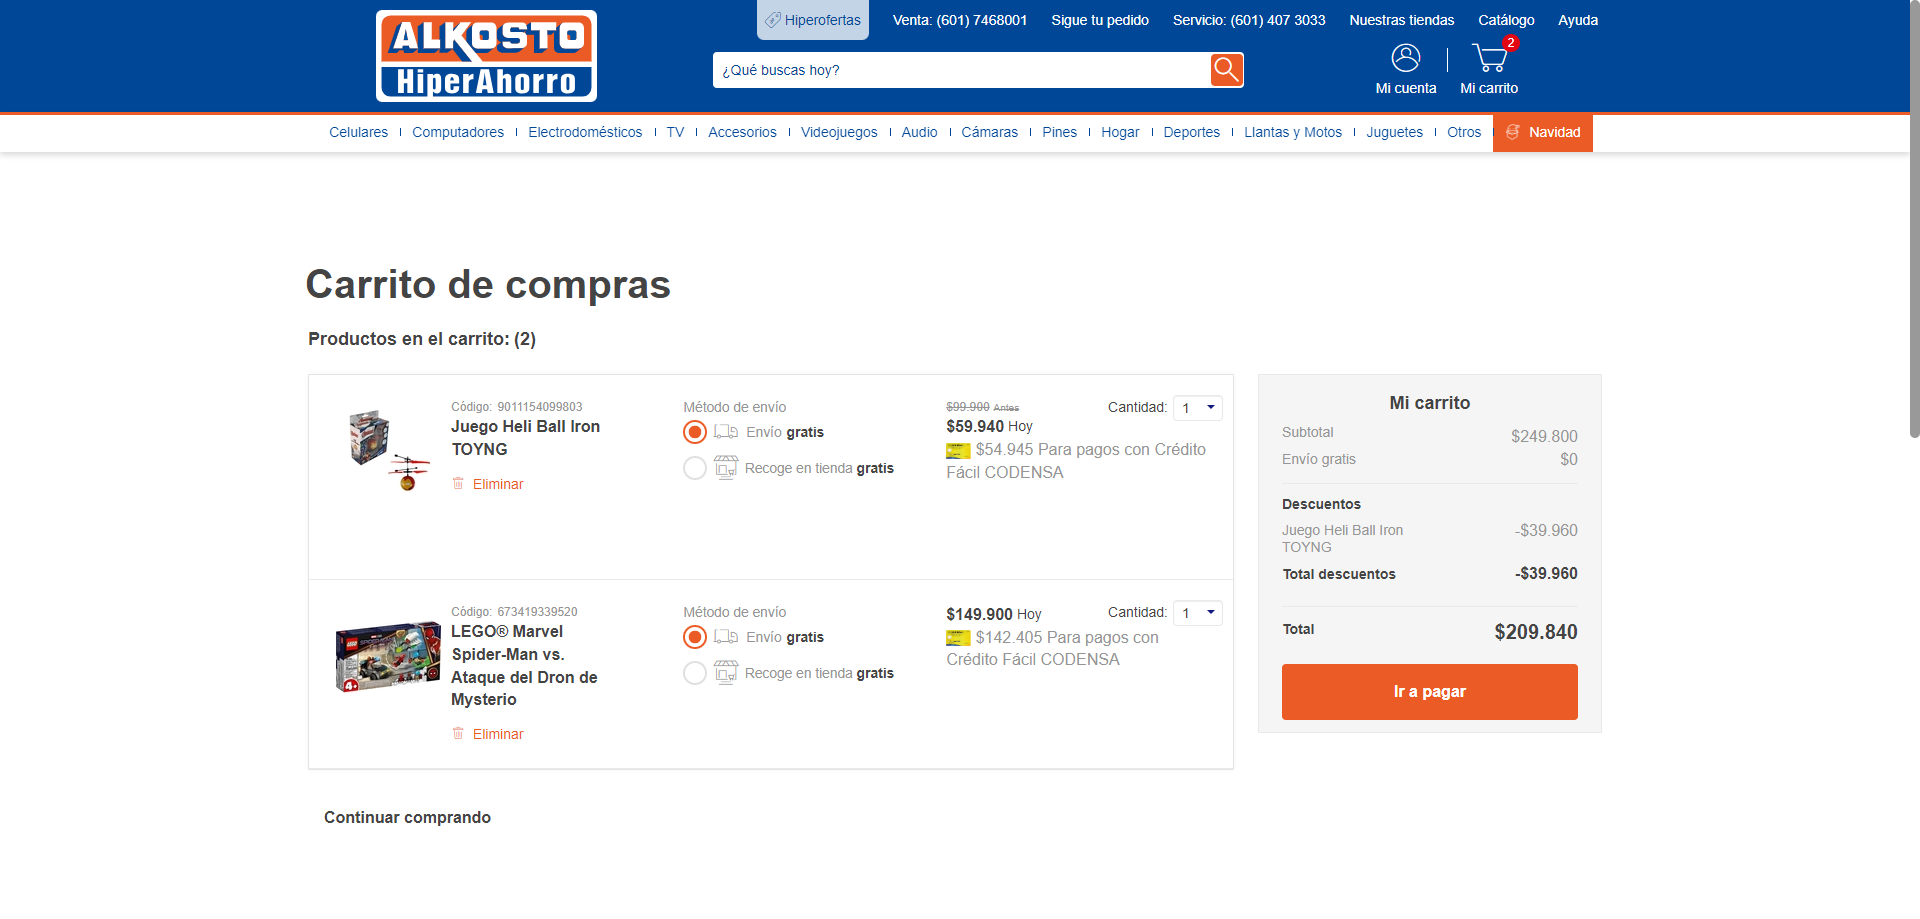 ALKOSTO
HiperAhorro
Hiperofertas
Venta: (601) 7468001
Sigue tu pedido
Servicio: (601) 407 3033
Nuestras tiendas
Catálogo
Ayuda
¿Qué buscas hoy?
Mi cuenta
2
Mi carrito
Celulares
Computadores
Electrodomésticos
TV
Accesorios
Videojuegos
Audio
Cámaras
Pines
Hogar
Deportes
Llantas y Motos
Juguetes
Otros
Navidad
Carrito de compras
Productos en el carrito: (2)
Código: 9011154099803
Juego Heli Ball Iron
TOYNG
Eliminar
Método de envío
Envío gratis
Recoge en tienda gratis
$99.900 Antes
$59.940 Hoy
$54.945 Para pagos con Crédito
Fácil CODENSA
Cantidad: 1
Código: 673419339520
LEGO® Marvel
Spider-Man vs.
Ataque del Dron de
Mysterio
Eliminar
Método de envío
Envío gratis
Recoge en tienda gratis
$149.900 Hoy
$142.405 Para pagos con
Crédito Fácil CODENSA
Cantidad: 1
Mi carrito
Subtotal $249.800
Envío gratis $0
Descuentos
Juego Heli Ball Iron -$39.960
TOYNG
Total descuentos -$39.960
Total $209.840
Ir a pagar
Continuar comprando